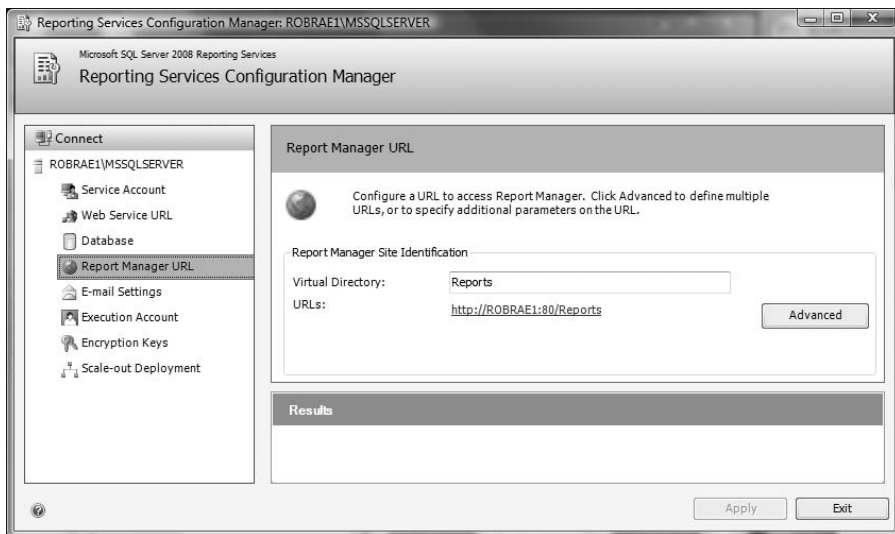 Reporting Services Configuration Manager: ROBRAE1\MSSQLSERVER
Microsoft SQL Server 2008 Reporting Services
Reporting Services Configuration Manager
Connect
ROBRAE1\MSSQLSERVER
Service Account
Web Service URL
Database
Report Manager URL
E-mail Settings
Execution Account
Encryption Keys
Scale-out Deployment
Report Manager URL
Configure a URL to access Report Manager. Click Advanced to define multiple
URLs, or to specify additional parameters on the URL.
Report Manager Site Identification
Virtual Directory: Reports
URLs: http://ROBRAE1:80/Reports
Advanced
Results
Apply Exit